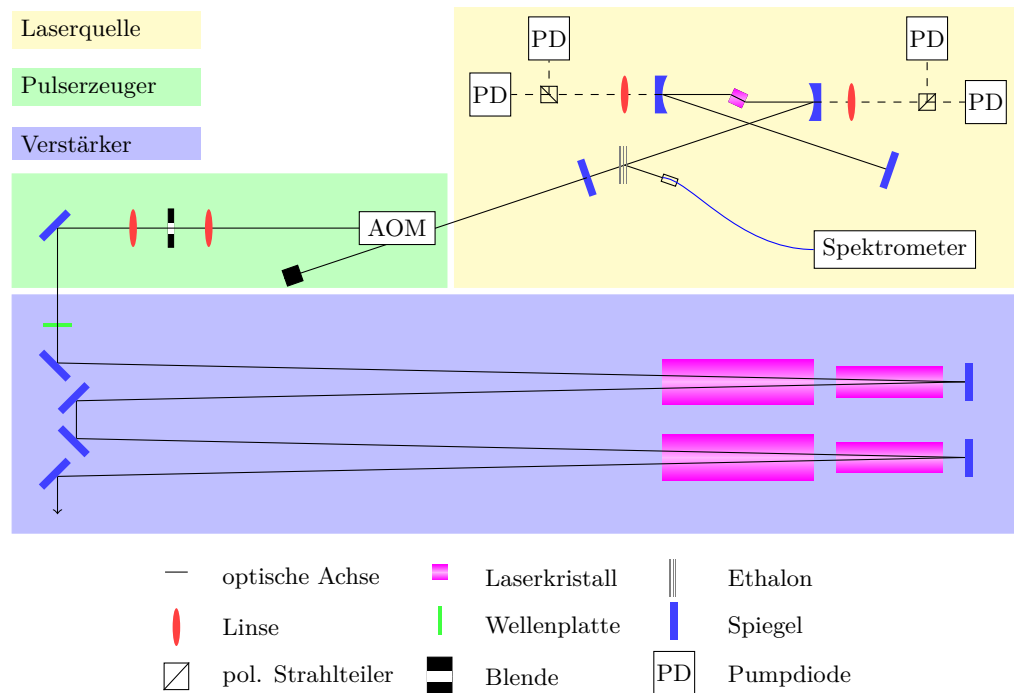 Laserquelle
Pulserzeuger
Verstärker
PD
PD
PD
PD
AOM
Spektrometer
optische Achse
Laserkristall
Ethalon
Linse
Wellenplatte
Spiegel
pol. Strahlteiler
Blende
PD
Pumpdiode